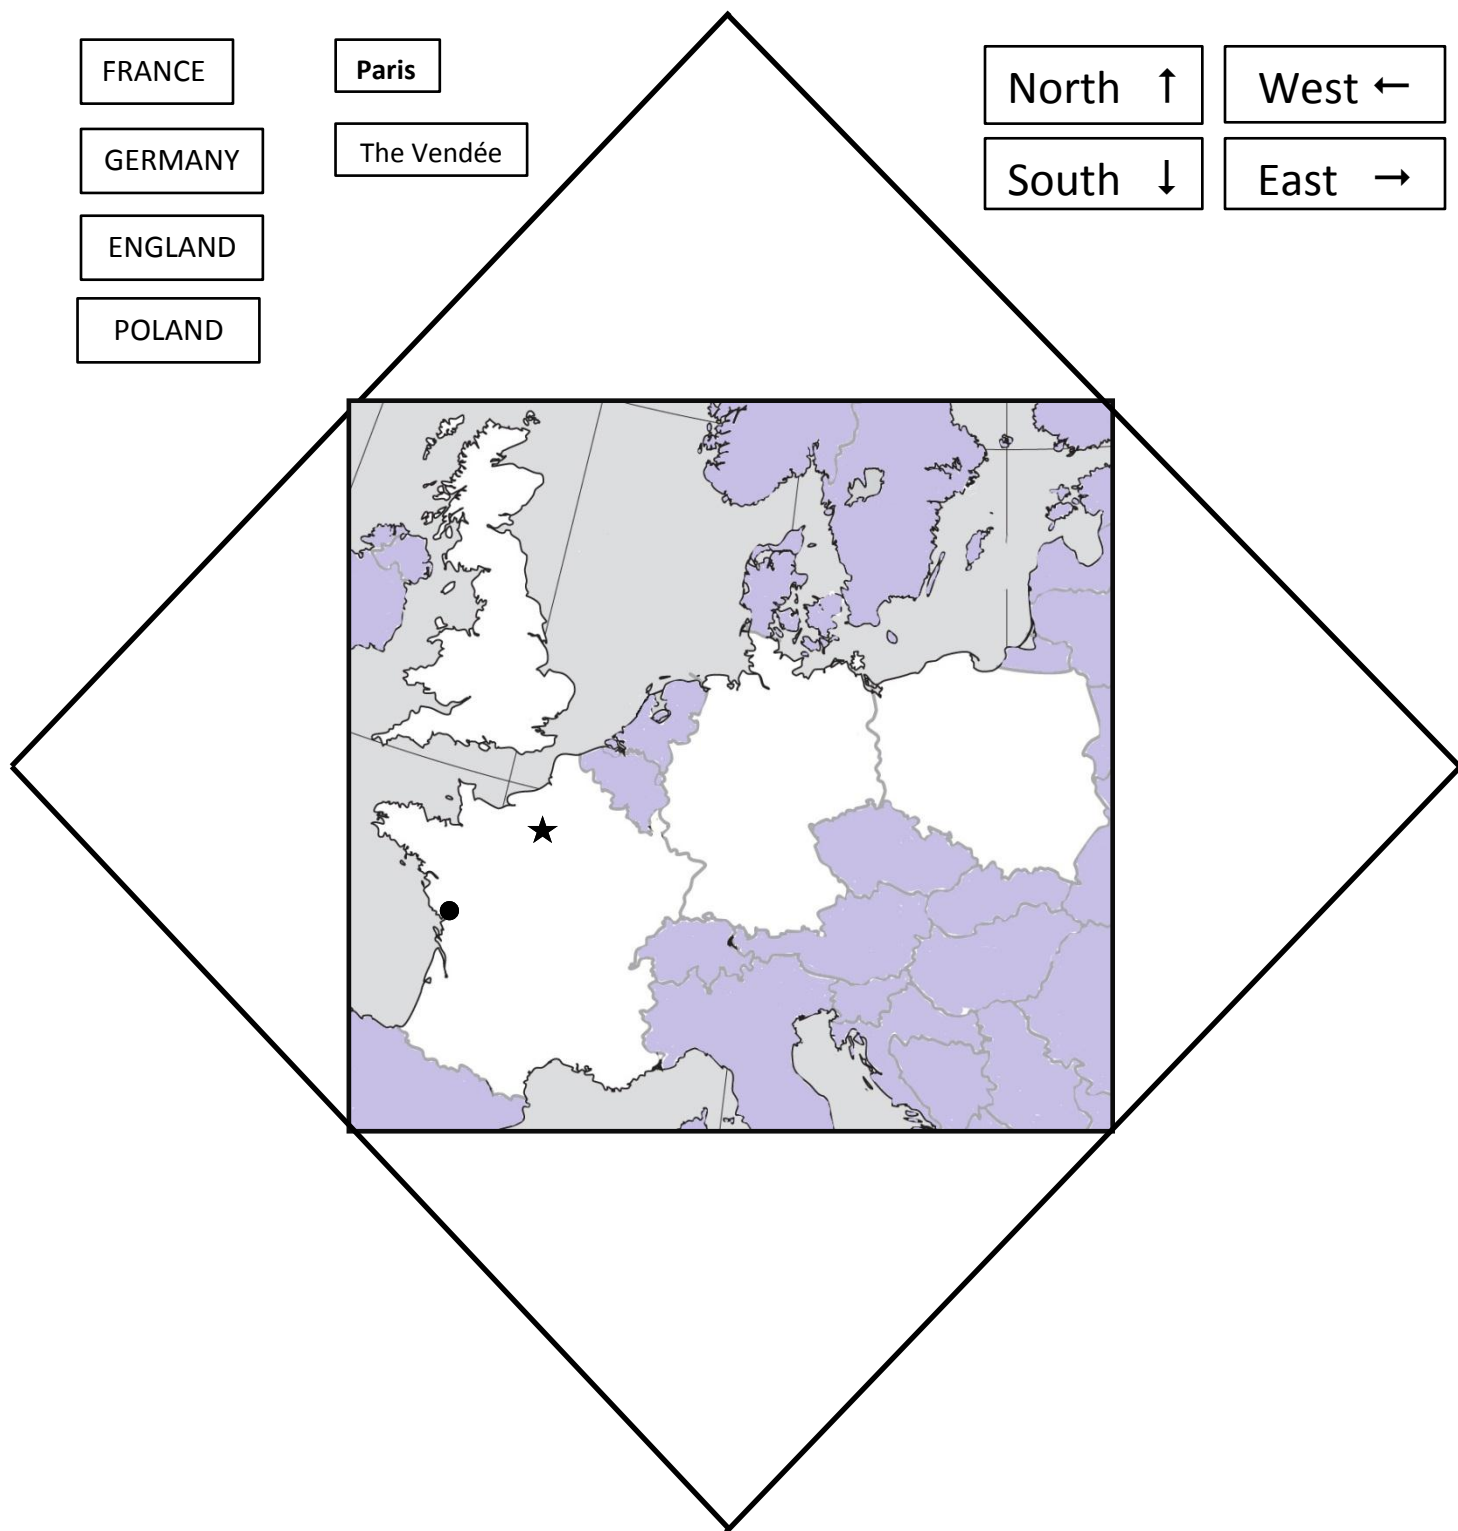 FRANCE
Paris
North ↑
West ←
GERMANY
The Vendée
South ↓
East →
ENGLAND
POLAND